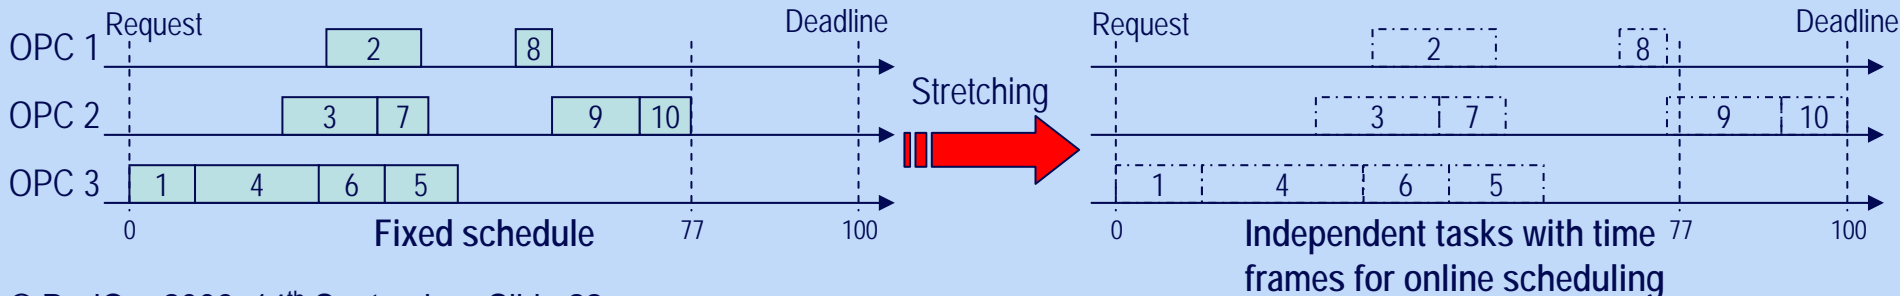 Request
Deadline
OPC 1
2
8
OPC 2
3
7
9
10
OPC 3
1
4
6
5
0
77
100
Fixed schedule
Stretching
Request
Deadline
2
8
3
7
9
10
1
4
6
5
0
77
100
Independent tasks with time
frames for online scheduling